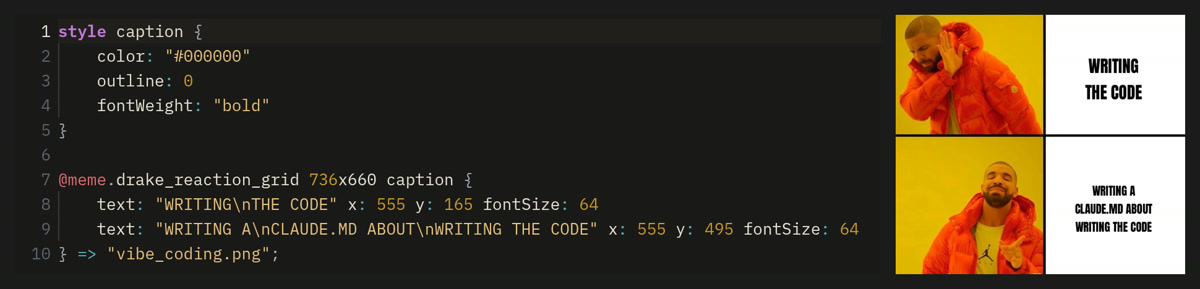 1 style caption {
2 color: "#000000"
3 outline: 0
4 fontWeight: "bold"
5 }
6
7 @meme.drake_reaction_grid 736x660 caption {
8 text: "WRITING\nTHE CODE" x: 555 y: 165 fontSize: 64
9 text: "WRITING A\nCLAUDE.MD ABOUT\nWRITING THE CODE" x: 555 y: 495 fontSize: 64
10 } => "vibe_coding.png";
WRITING
THE CODE
WRITING A
CLAUDE.MD ABOUT
WRITING THE CODE